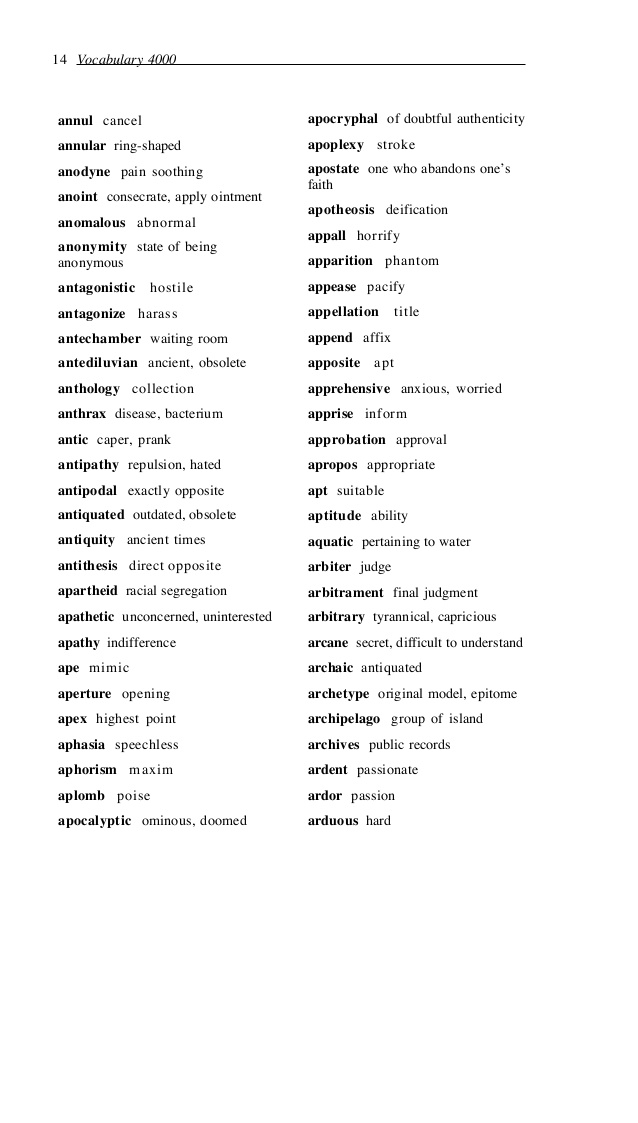 14 Vocabulary 4000
annul cancel
annular ring-shaped
anodyne pain soothing
anoint consecrate, apply ointment
anomalous abnormal
anonymity state of being
anonymous
antagonistic hostile
antagonize harass
antechamber waiting room
antediluvian ancient, obsolete
anthology collection
anthrax disease, bacterium
antic caper, prank
antipathy repulsion, hated
antipodal exactly opposite
antiquated outdated, obsolete
antiquity ancient times
antithesis direct opposite
apartheid racial segregation
apathetic unconcerned, uninterested
apathy indifference
ape mimic
aperture opening
apex highest point
aphasia speechless
aphorism maxim
aplomb poise
apocalyptic ominous, doomed
apocryphal of doubtful authenticity
apoplexy stroke
apostate one who abandons one's
faith
apotheosis deification
appall horrify
apparition phantom
appease pacify
appellation title
append affix
apposite apt
apprehensive anxious, worried
apprise inform
approbation approval
apropos appropriate
apt suitable
aptitude ability
aquatic pertaining to water
arbiter judge
arbitrament final judgment
arbitrary tyrannical, capricious
arcane secret, difficult to understand
archaic antiquated
archetype original model, epitome
archipelago group of island
archives public records
ardent passionate
ardor passion
arduous hard